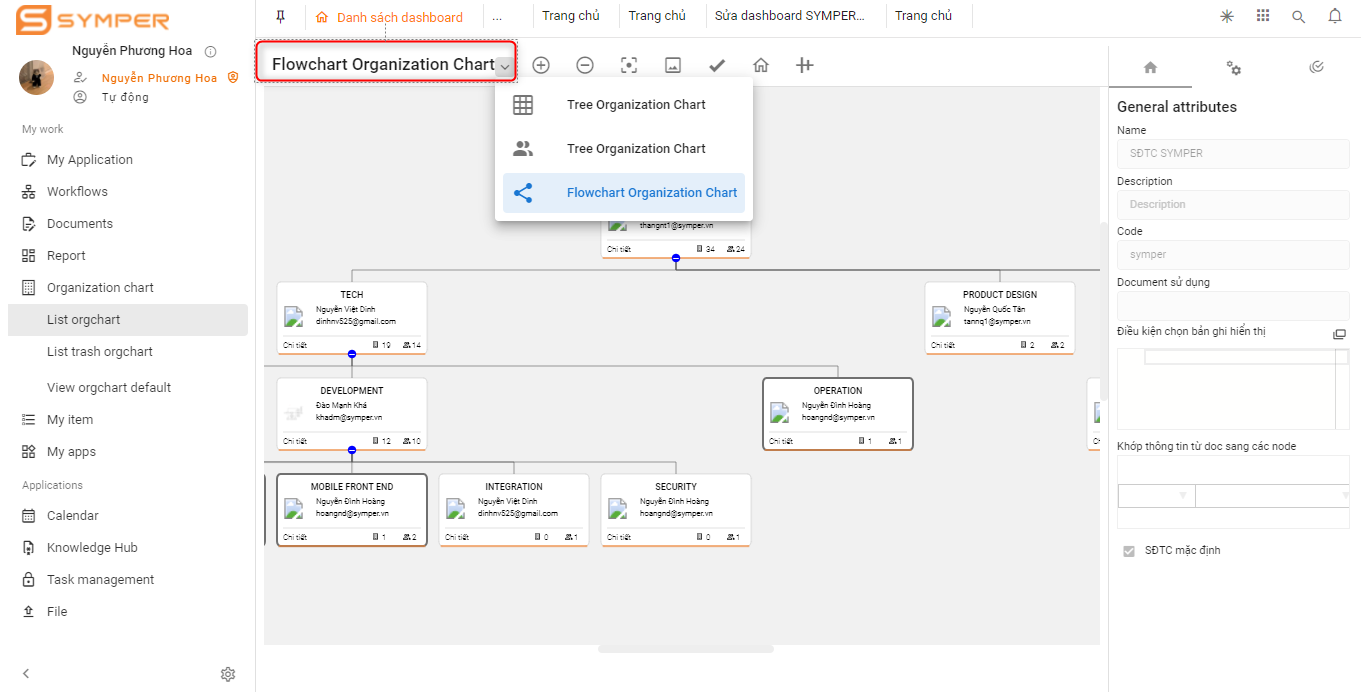 SYMPER
Nguyễn Phương Hoa
Nguyễn Phương Hoa
Tự động
My work
My Application
Workflows
Documents
Report
Organization chart
List orgchart
List trash orgchart
View orgchart default
My item
My apps
Applications
Calendar
Knowledge Hub
Task management
File
Danh sách dashboard
...
Trang chủ
Trang chủ
Sửa dashboard SYMPER...
Trang chủ
Flowchart Organization Chart
Tree Organization Chart
Tree Organization Chart
Flowchart Organization Chart
thangnt1@symper.vn
Chi tiết 34 24
TECH
Nguyễn Việt Dinh
dinhnv525@gmail.com
Chi tiết 19 14
PRODUCT DESIGN
Nguyễn Quốc Tân
tannq1@symper.vn
Chi tiết 2 2
DEVELOPMENT
Đào Mạnh Khá
khadm@symper.vn
Chi tiết 12 10
OPERATION
Nguyễn Đình Hoàng
hoangnd@symper.vn
Chi tiết 1 1
MOBILE FRONT END
Nguyễn Đình Hoàng
hoangnd@symper.vn
Chi tiết 1 2
INTEGRATION
Nguyễn Việt Dinh
dinhnv525@gmail.com
Chi tiết 0 1
SECURITY
Nguyễn Đình Hoàng
hoangnd@symper.vn
Chi tiết 0 1
General attributes
Name
SĐTC SYMPER
Description
Description
Code
symper
Document sử dụng
Điều kiện chọn bản ghi hiển thị
Khớp thông tin từ doc sang các node
SĐTC mặc định